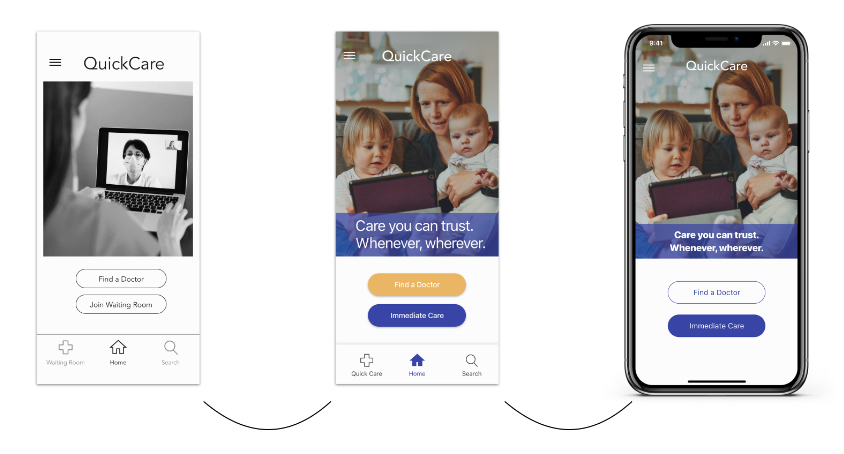 QuickCare
Find a Doctor
Join Waiting Room
Waiting Room
Home
Search
QuickCare
Care you can trust.
Whenever, wherever.
Find a Doctor
Immediate Care
Quick Care
Home
Search
9:41
QuickCare
Care you can trust.
Whenever, wherever.
Find a Doctor
Immediate Care